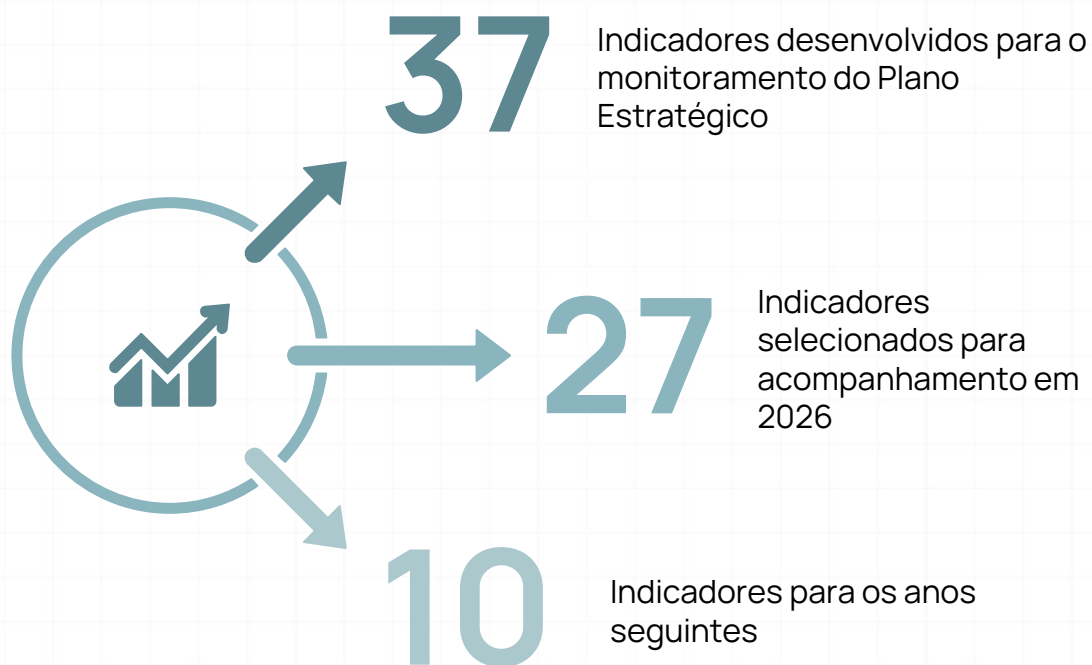 37
Indicadores desenvolvidos para o
monitoramento do Plano
Estratégico
27
Indicadores
selecionados para
acompanhamento em
2026
10
Indicadores para os anos
seguintes